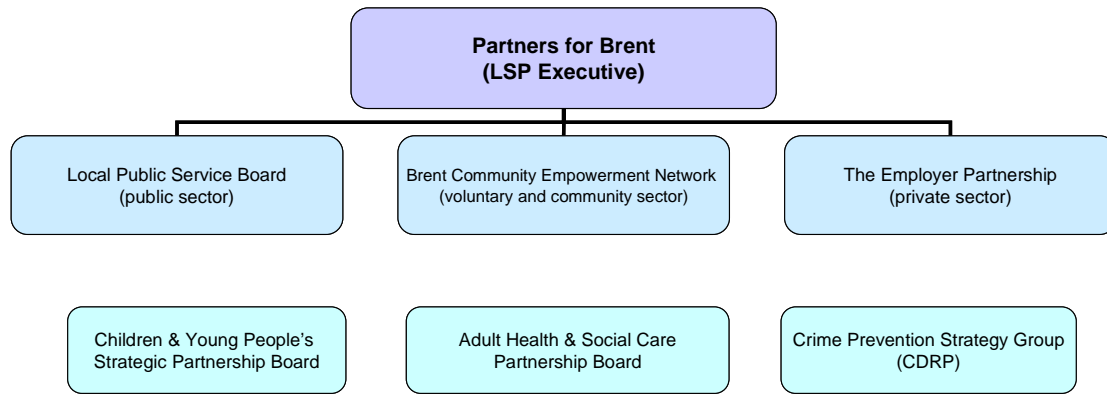 Partners for Brent
(LSP Executive)
Local Public Service Board
(public sector)
Brent Community Empowerment Network
(voluntary and community sector)
The Employer Partnership
(private sector)
Children & Young People’s
Strategic Partnership Board
Adult Health & Social Care
Partnership Board
Crime Prevention Strategy Group
(CDRP)